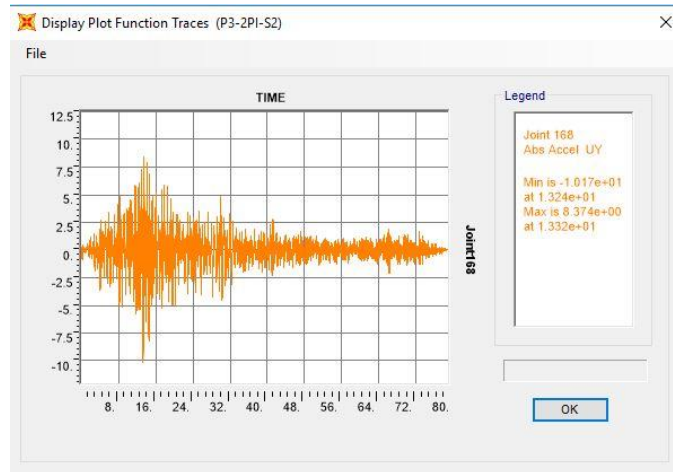 Display Plot Function Traces (P3-2PI-S2)
File
TIME
12.5
10.
7.5
5.
2.5
0.
-2.5
-5.
-7.5
-10.
8. 16. 24. 32. 40. 48. 56. 64. 72. 80.
Joint168
Legend
Joint 168
Abs Accel UY
Min is -1.017e+01
at 1.324e+01
Max is 8.374e+00
at 1.332e+01
OK